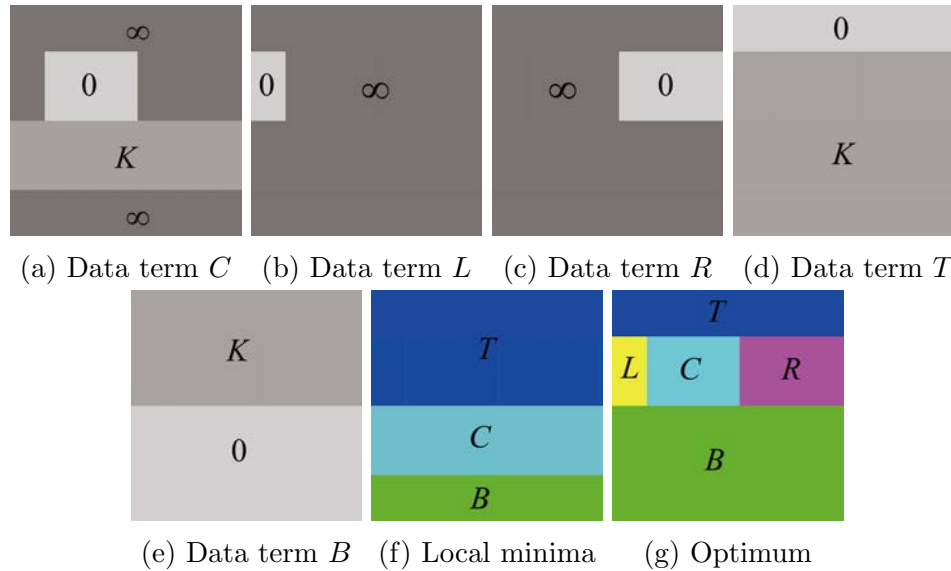 ∞
0
K
∞
0
∞
∞
0
0
K
(a) Data term C (b) Data term L (c) Data term R (d) Data term T
K
0
T
C
B
T
L C R
B
(e) Data term B (f) Local minima (g) Optimum